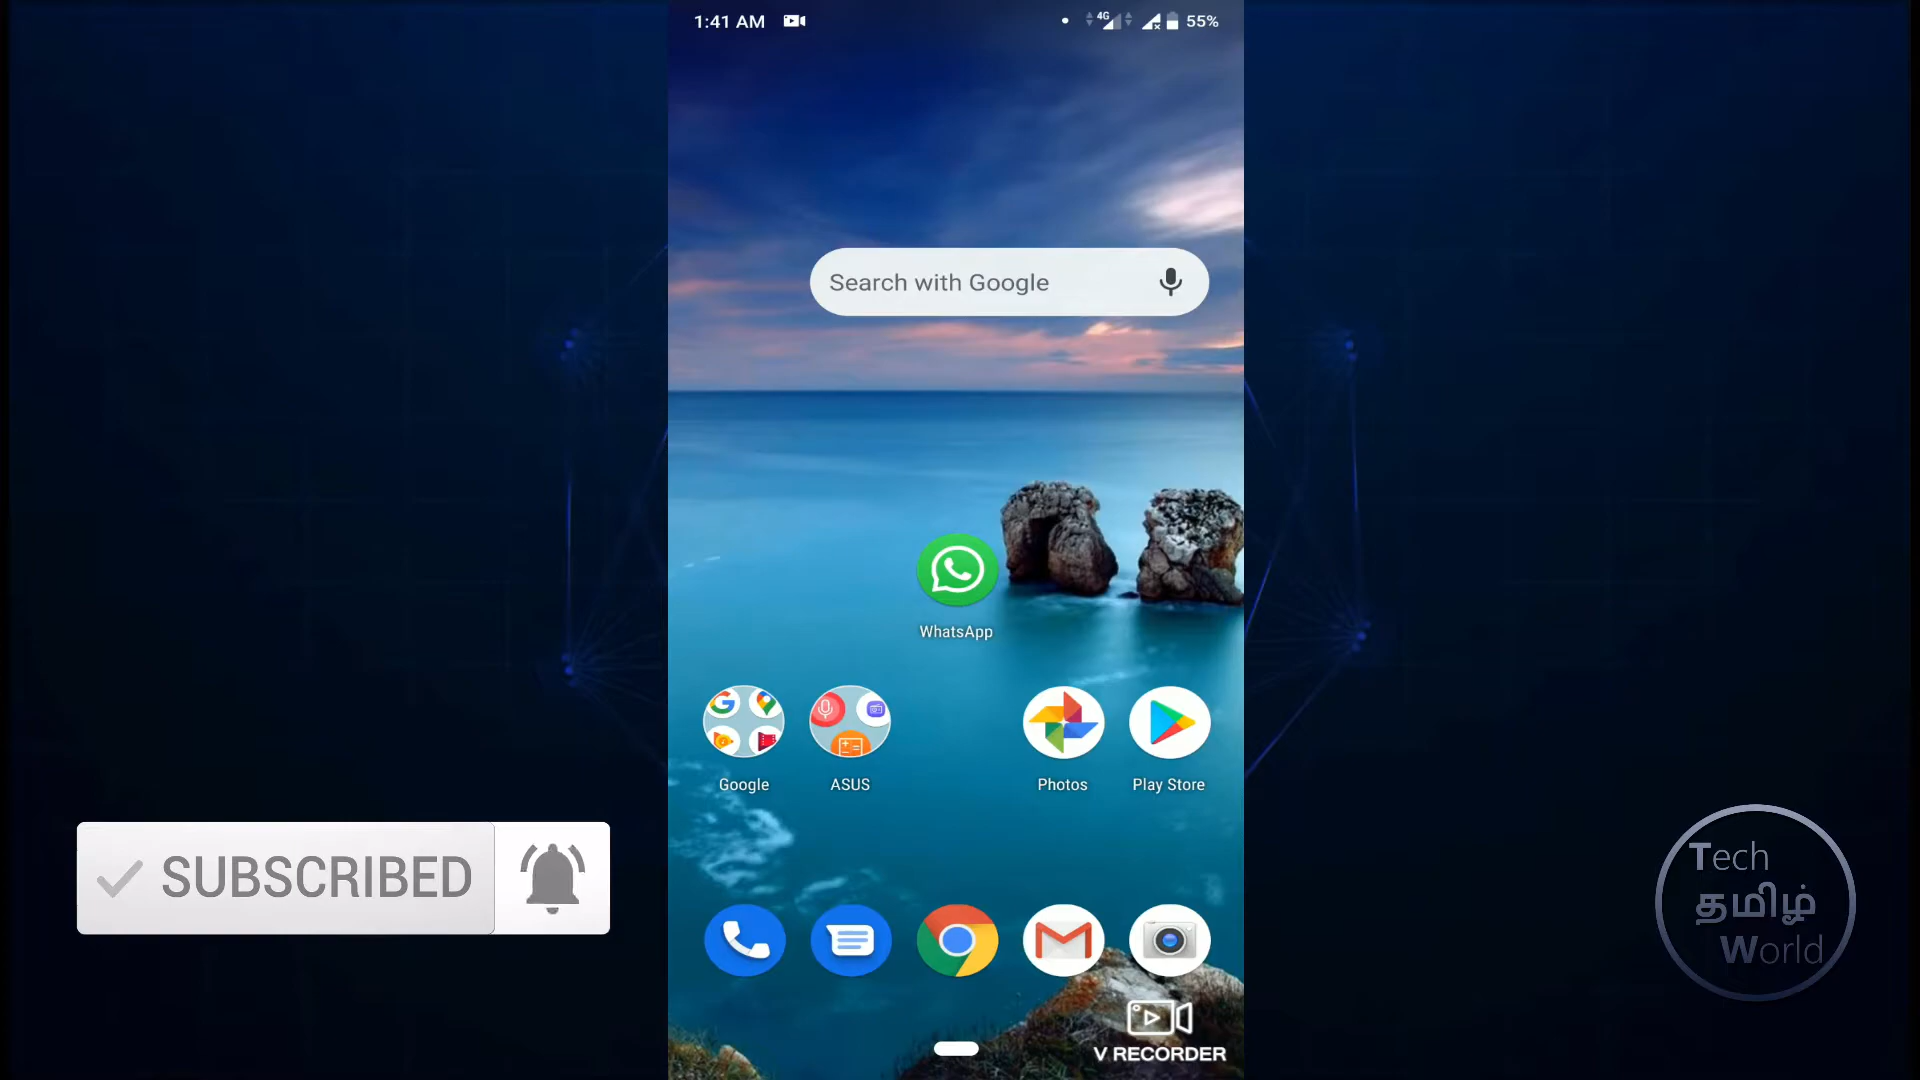 1:41 AM
4G
55%
Search with Google
WhatsApp
Google
ASUS
Photos
Play Store
SUBSCRIBED
Tech
தமிழ்
World
V RECORDER